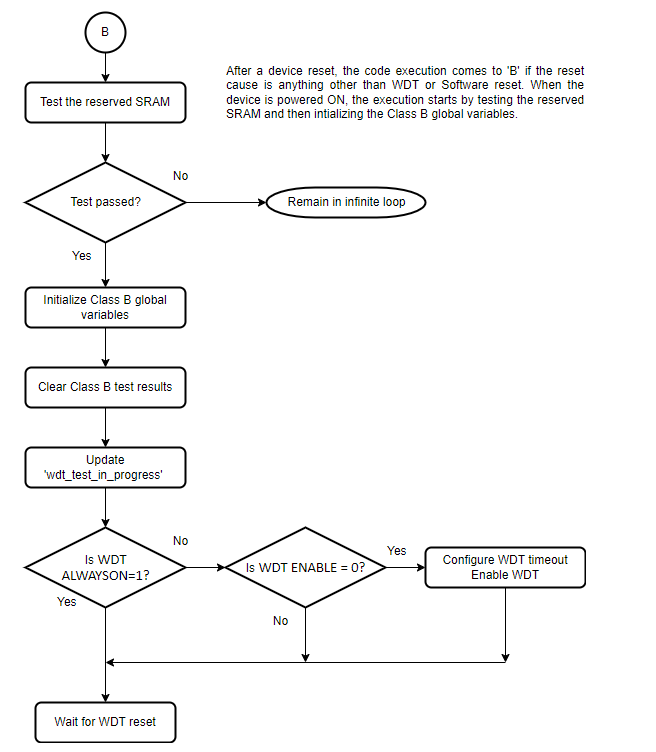 B
After a device reset, the code execution comes to 'B' if the reset
cause is anything other than WDT or Software reset. When the
device is powered ON, the execution starts by testing the reserved
SRAM and then intializing the Class B global variables.
Test the reserved SRAM
No
Test passed?
Remain in infinite loop
Yes
Initialize Class B global
variables
Clear Class B test results
Update
'wdt_test_in_progress'
No
Is WDT
ALWAYSON=1?
Yes
Is WDT ENABLE = 0?
Yes
No
Configure WDT timeout
Enable WDT
Wait for WDT reset